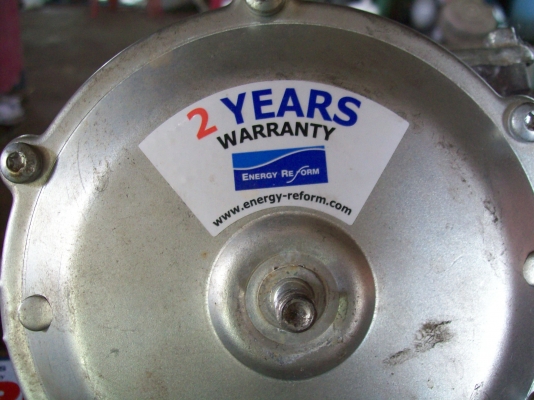 2 YEARS
WARRANTY
ENERGY REFORM
www.energy-reform.com